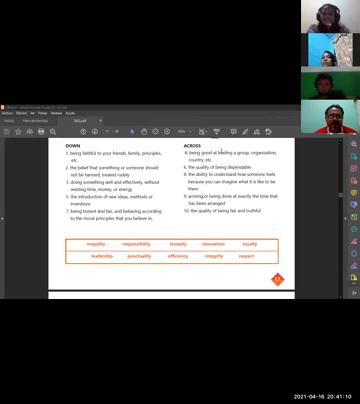 Inicio Herramientas
DOWN
1. being faithful to your friends, family, principles,
etc.
2. the belief that something or someone should
not be harmed, treated rudely
3. doing something well and effectively, without
wasting time, money, or energy
5. the introduction of new ideas, methods or
inventions
7. being honest and fair, and behaving according
to the moral principles that you believe in.
ACROSS
4. being good at leading a group, organization,
country, etc
6. the quality of being dependable
8. the ability to understand how someone feels
because you can imagine what it is like to be
them
9. arriving,or being done at exactly the time that
has been arranged
10. the quality of being fair and truthful
empathy responsibility honesty innovation loyalty
leadership punctuality efficiency integrity respect
17
2021-04-16 20:41:10